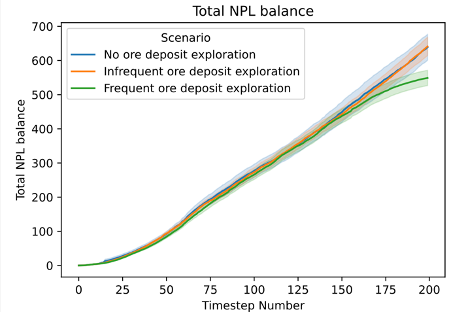 Total NPL balance
700
600
500
400
300
200
100
0
Total NPL balance
Scenario
No ore deposit exploration
Infrequent ore deposit exploration
Frequent ore deposit exploration
0 25 50 75 100 125 150 175 200
Timestep Number